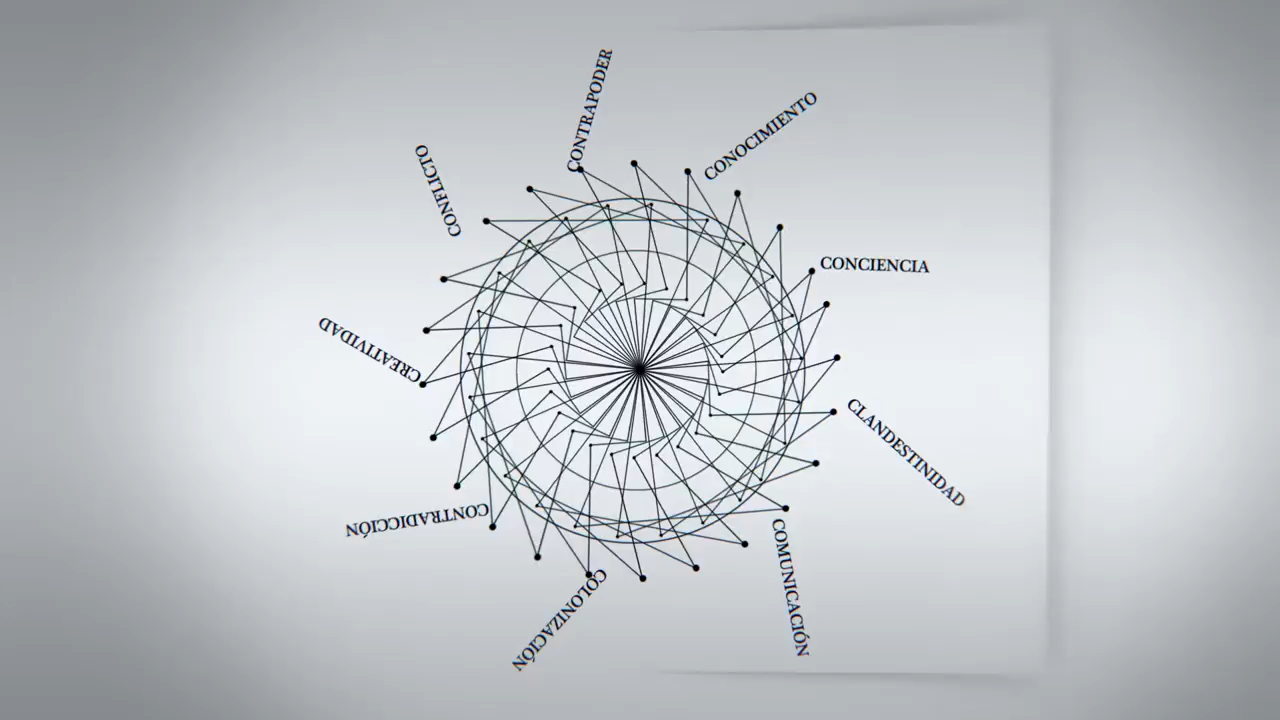 CONTRAPODER
CONOCIMIENTO
CONCIENCIA
CLANDESTINIDAD
COMUNICACIÓN
COLONIZACIÓN
CONTRADICCIÓN
CREATIVIDAD
CONFLICTO